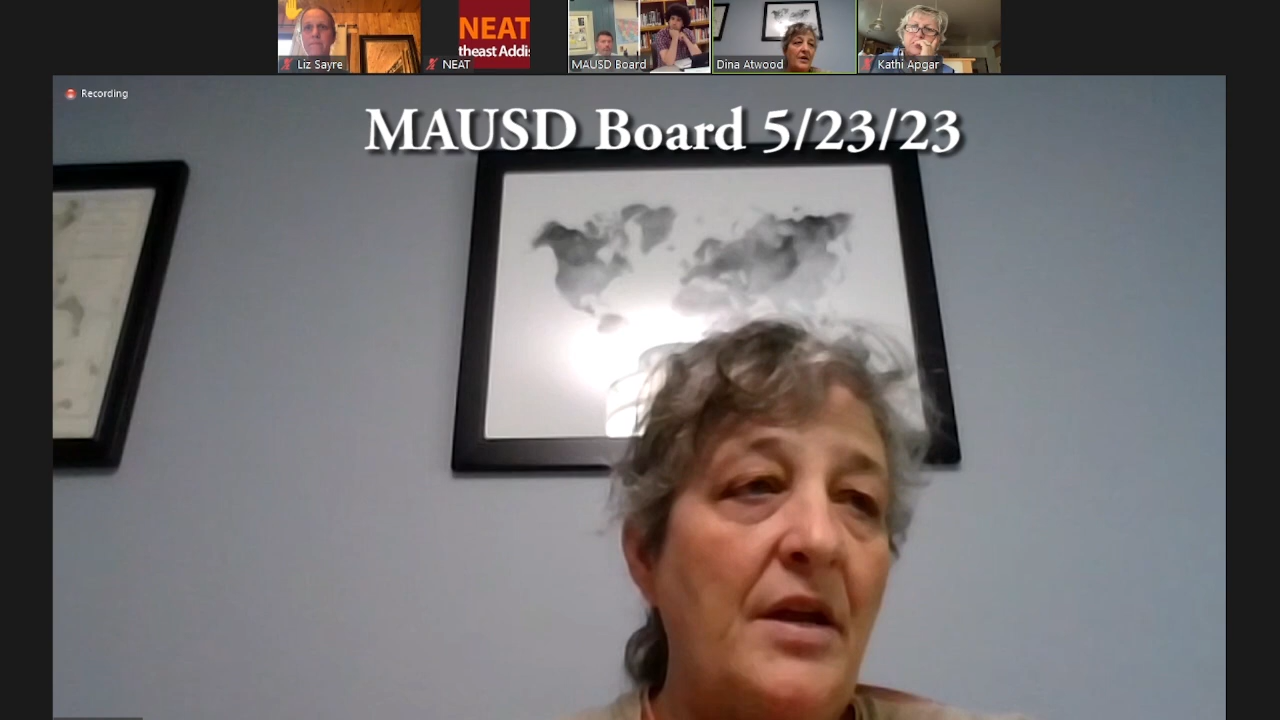 Liz Sayre
NEAT
theast Addis
NEAT
MAUSD Board
Dina Atwood
Kathi Apgar
Recording
MAUSD Board 5/23/23